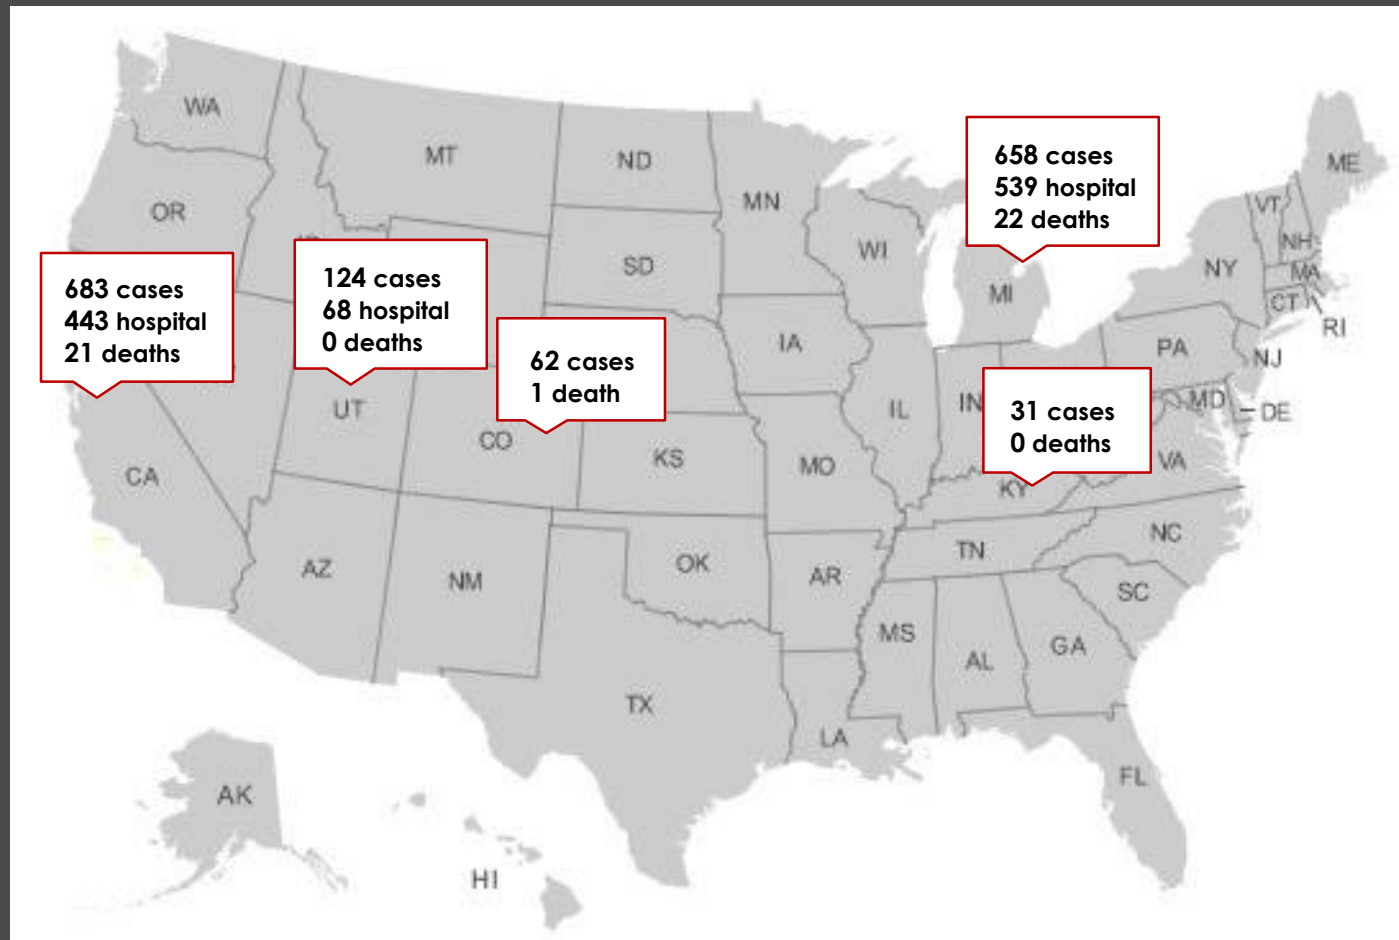 WA
MT
ND
MN
OR
SD
WI
MI
NY
ME
VT
NH
MA
CT
RI
658 cases
539 hospital
22 deaths
683 cases
443 hospital
21 deaths
124 cases
68 hospital
0 deaths
62 cases
1 death
31 cases
0 deaths
IA
PA
NJ
IL
IN
MD
DE
UT
CO
KS
MO
KY
VA
CA
AZ
NM
OK
AR
TN
NC
SC
MS
AL
GA
TX
LA
FL
AK
HI